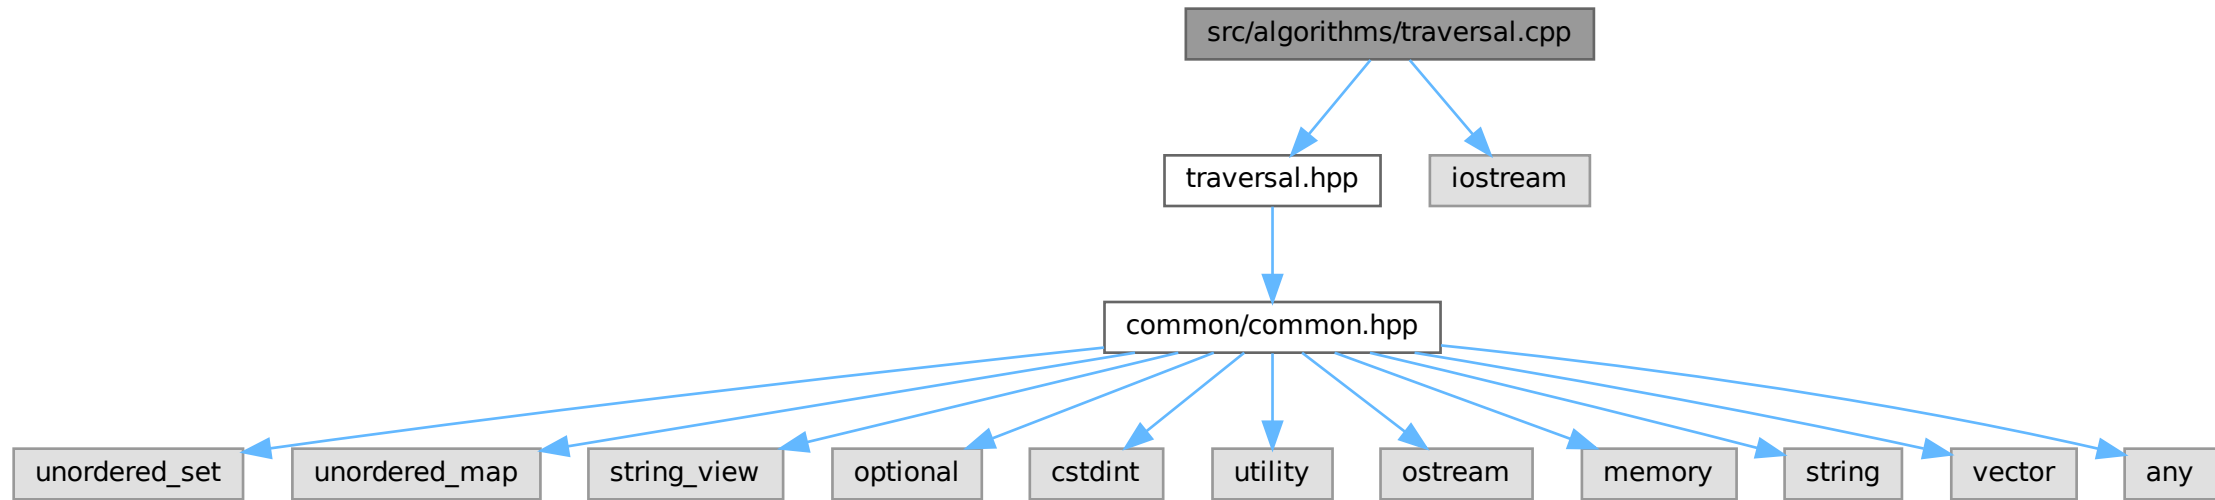 src/algorithms/traversal.cpp
traversal.hpp
iostream
common/common.hpp
unordered_set
unordered_map
string_view
optional
cstdint
utility
ostream
memory
string
vector
any